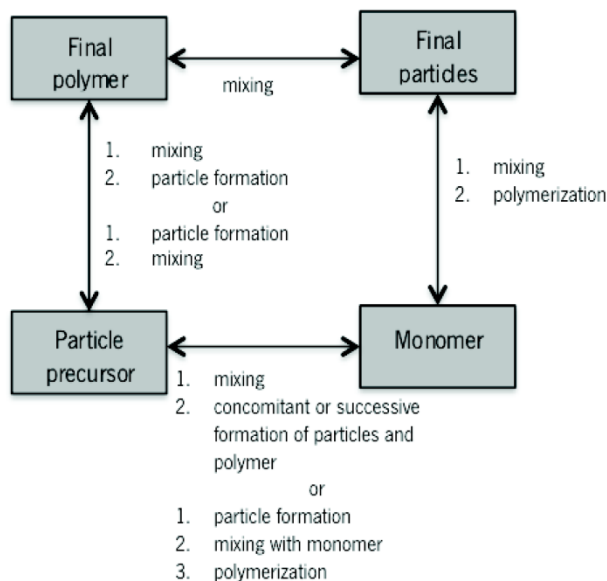 Final
polymer
Final
particles
mixing
1. mixing
2. particle formation
or
1. particle formation
2. mixing
1. mixing
2. polymerization
Particle
precursor
Monomer
1. mixing
2. concomitant or successive
formation of particles and
polymer
or
1. particle formation
2. mixing with monomer
3. polymerization